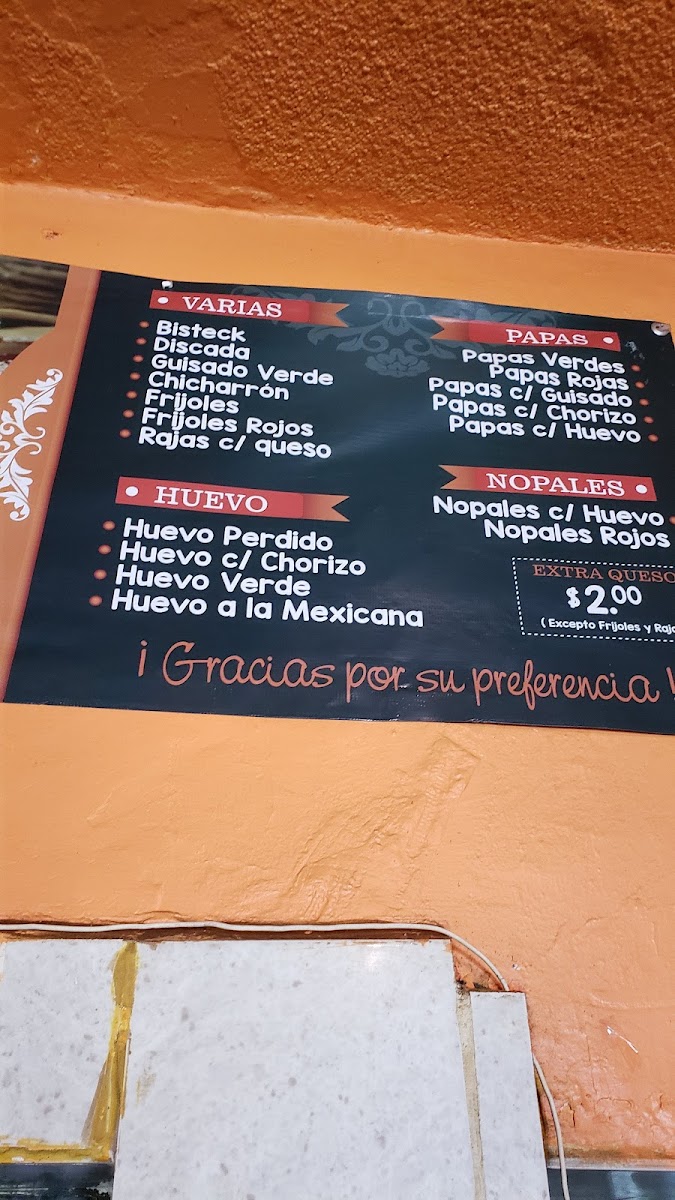 VARIAS
Bisteck
Discada
Guisado Verde
Chicharrón
Frijoles
Frijoles Rojos
Rajas c/ queso
HUEVO
Huevo Perdido
Huevo c/ Chorizo
Huevo Verde
Huevo a la Mexicana
PAPAS
Papas Verdes
Papas Rojas
Papas c/ Guisado
Papas c/ Chorizo
Papas c/ Huevo
NOPALES
Nopales c/ Huevo
Nopales Rojos
EXTRA QUESO
$2.00
( Excepto Frijoles y Raja
¡ Gracias por su preferencia !